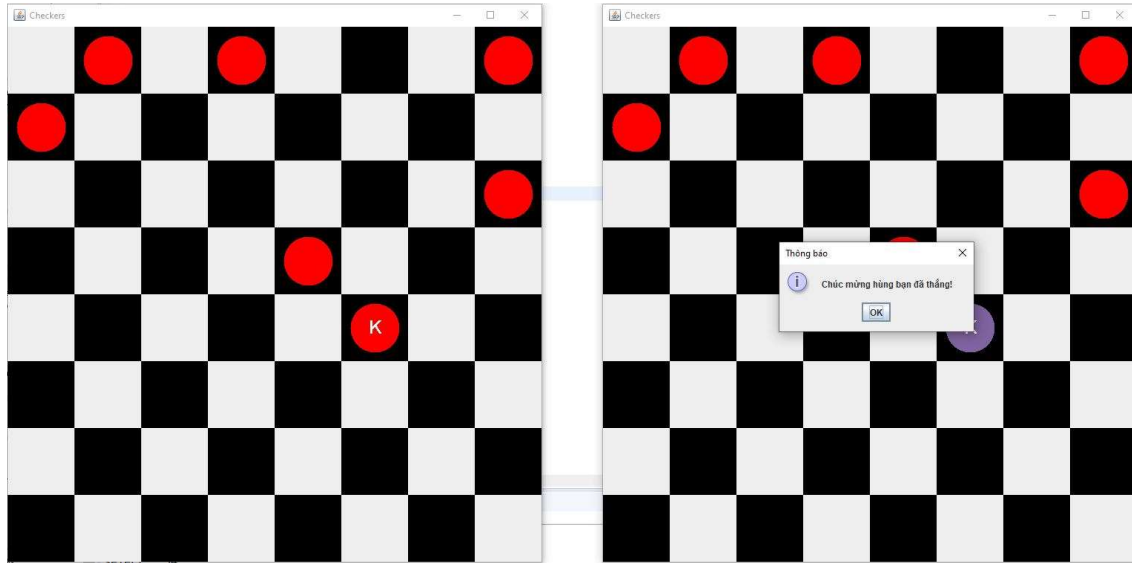 Checkers
K
Checkers
Thông báo
Chúc mừng hùng bạn đã thắng!
OK
K